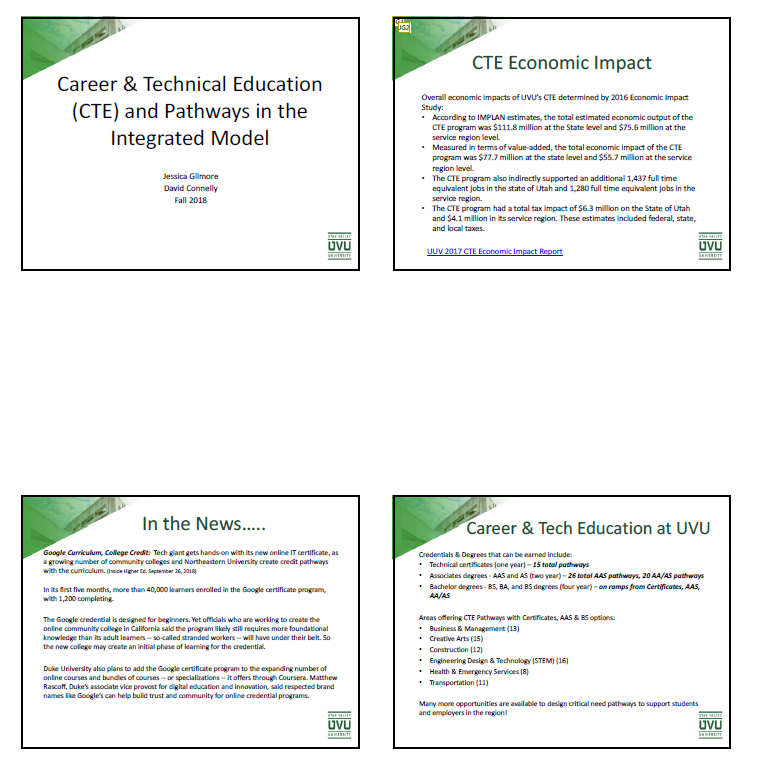 Career & Technical Education
(CTE) and Pathways in the
Integrated Model
Jessica Gilmore
David Connelly
Fall 2018
UTAH VALLEY
UVU
UNIVERSITY
JG2
CTE Economic Impact
Overall economic impacts of UVU's CTE determined by 2016 Economic Impact
Study:
• According to IMPLAN estimates, the total estimated economic output of the
CTE program was $111.8 million at the State level and $75.6 million at the
service region level.
• Measured in terms of value-added, the total economic impact of the CTE
program was $77.7 million at the state level and $55.7 million at the service
region level.
• The CTE program also indirectly supported an additional 1,437 full time
equivalent jobs in the state of Utah and 1,280 full time equivalent jobs in the
service region.
• The CTE program had a total tax impact of $6.3 million on the State of Utah
and $4.1 million in its service region. These estimates included federal, state,
and local taxes.
UUV 2017 CTE Economic Impact Report
UTAH VALLEY
UVU
UNIVERSITY
In the News.....
Google Curriculum, College Credit: Tech giant gets hands-on with its new online IT certificate, as
a growing number of community colleges and Northeastern University create credit pathways
with the curriculum. (Inside Higher Ed. September 26, 2018)
In its first five months, more than 40,000 learners enrolled in the Google certificate program,
with 1,200 completing.
The Google credential is designed for beginners. Yet officials who are working to create the
online community college in California said the program likely still requires more foundational
knowledge than its adult learners -- so-called stranded workers -- will have under their belt. So
the new college may create an initial phase of learning for the credential.
Duke University also plans to add the Google certificate program to the expanding number of
online courses and bundles of courses -- or specializations -- it offers through Coursera. Matthew
Rascoff, Duke's associate vice provost for digital education and innovation, said respected brand
names like Google's can help build trust and community for online credential programs.
UTAH VALLEY
UVU
UNIVERSITY
Career & Tech Education at UVU
Credentials & Degrees that can be earned include:
• Technical certificates (one year) – 15 total pathways
• Associates degrees - AAS and AS (two year) – 26 total AAS pathways, 20 AA/AS pathways
• Bachelor degrees - BS, BA, and BS degrees (four year) – on ramps from Certificates, AAS,
AA/AS
Areas offering CTE Pathways with Certificates, AAS & BS options:
• Business & Management (13)
• Creative Arts (15)
• Construction (12)
• Engineering Design & Technology (STEM) (16)
• Health & Emergency Services (8)
• Transportation (11)
Many more opportunities are available to design critical need pathways to support students
and employers in the region!
UTAH VALLEY
UVU
UNIVERSITY